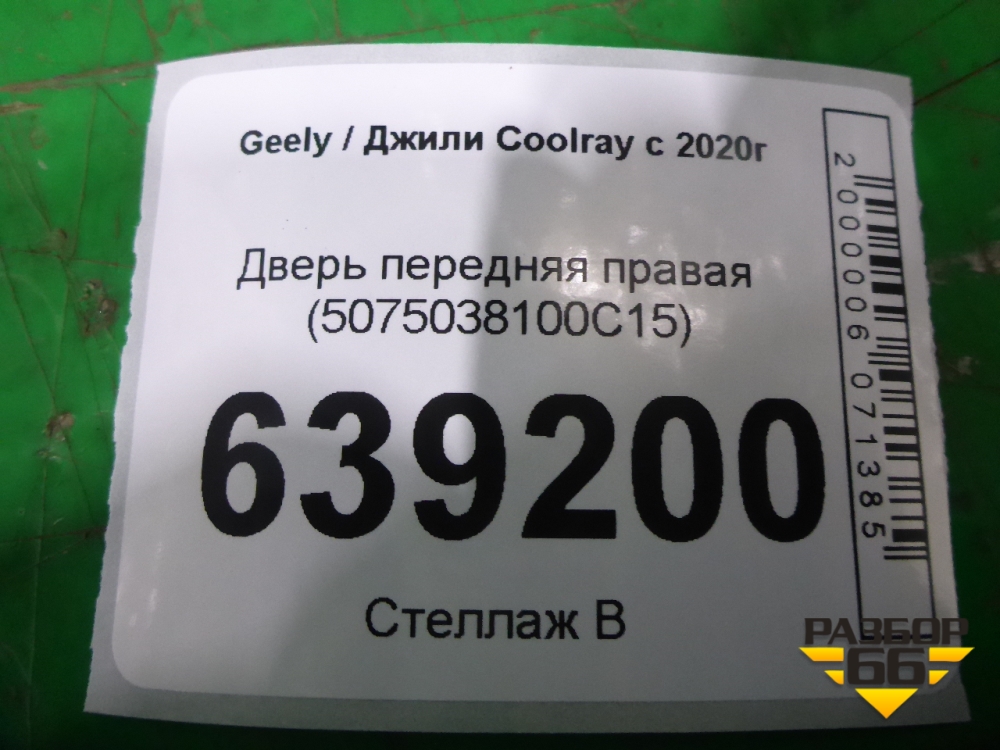 Geely / Джили Coolray с 2020г
Дверь передняя правая
(5075038100C15)
639200
Стеллаж В
2000006071385
РАЗБОР
66